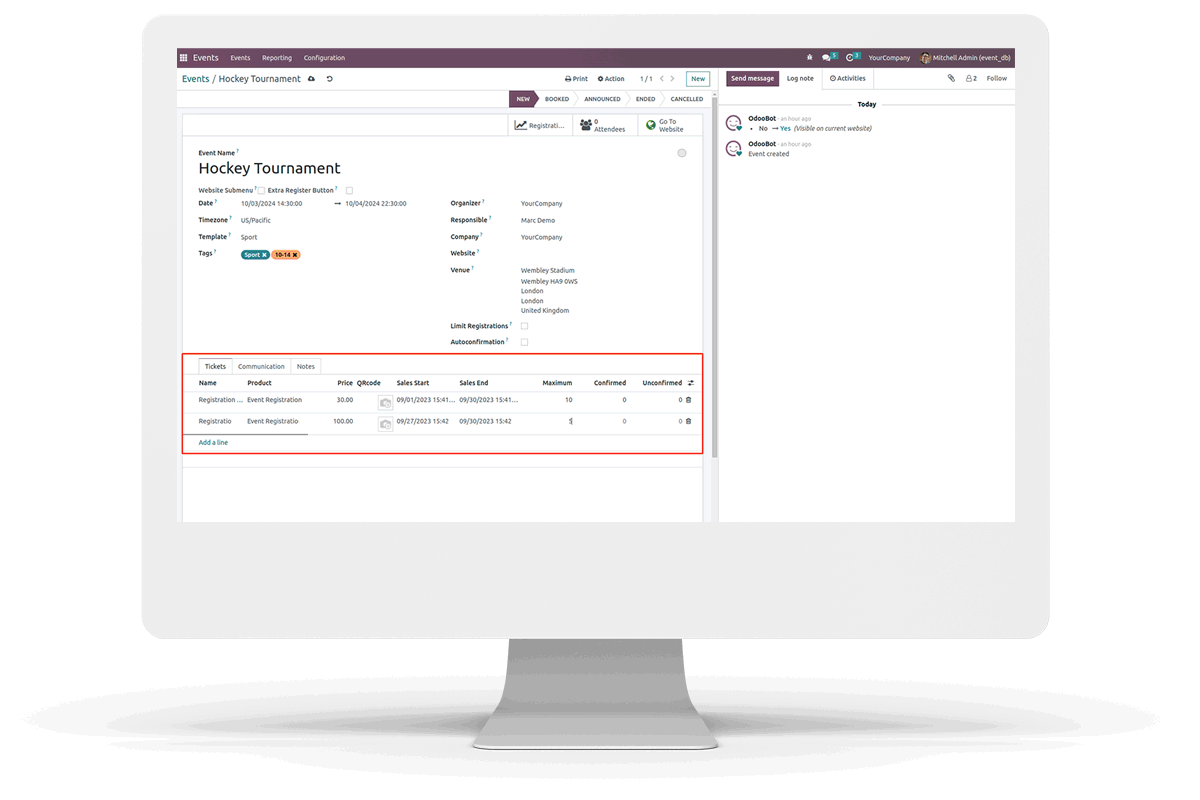 Events Events Reporting Configuration 5 3 YourCompany Mitchell Admin (event_db)
Events / Hockey Tournament Print Action 1 / 1 New
Send message Log note Activities 2 Follow
NEW BOOKED ANNOUNCED ENDED CANCELLED
Today
Registrati... 0 Attendees Go To Website
OdooBot - an hour ago
• No → Yes (Visible on current website)
OdooBot - an hour ago
Event created
Event Name ?
Hockey Tournament
Website Submenu ? Extra Register Button ?
Date ? 10/03/2024 14:30:00 → 10/04/2024 22:30:00
Timezone ? US/Pacific
Template ? Sport
Tags ? Sport × 10-14 ×
Organizer ? YourCompany
Responsible ? Marc Demo
Company ? YourCompany
Website ?
Venue ? Wembley Stadium
Wembley HA9 0WS
London
London
United Kingdom
Limit Registrations ?
Autoconfirmation ?
Tickets Communication Notes
Name Product Price QRcode Sales Start Sales End Maximum Confirmed Unconfirmed
Registration ... Event Registration 30.00 09/01/2023 15:41... 09/30/2023 15:41... 10 0 0
Registratio Event Registratio 100.00 09/27/2023 15:42 09/30/2023 15:42 5 0 0
Add a line